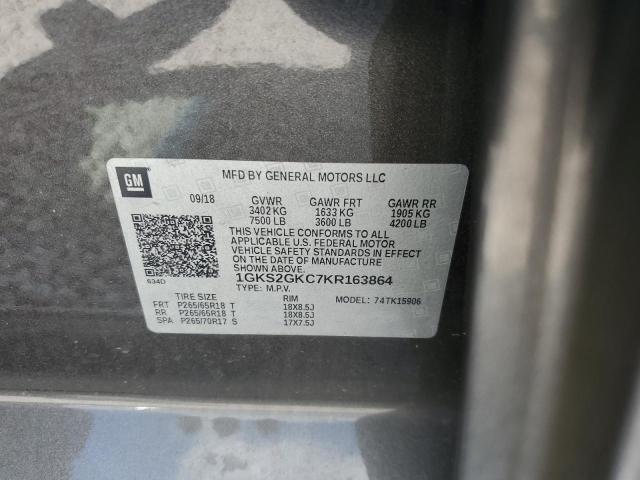 GM
MFD BY GENERAL MOTORS LLC
09/18 GVWR GAWR FRT GAWR RR
3402 KG 1633 KG 1905 KG
7500 LB 3600 LB 4200 LB
THIS VEHICLE CONFORMS TO ALL
APPLICABLE U.S. FEDERAL MOTOR
VEHICLE SAFETY STANDARDS IN EFFECT
ON THE DATE OF MANUFACTURE
SHOWN ABOVE.
634D
1GKS2GKC7KR163864
TYPE: M.P.V.
TIRE SIZE RIM MODEL: 74TK15906
FRT P265/65R18 T 18X8.5J
RR P265/65R18 T 18X8.5J
SPA P265/70R17 S 17X7.5J